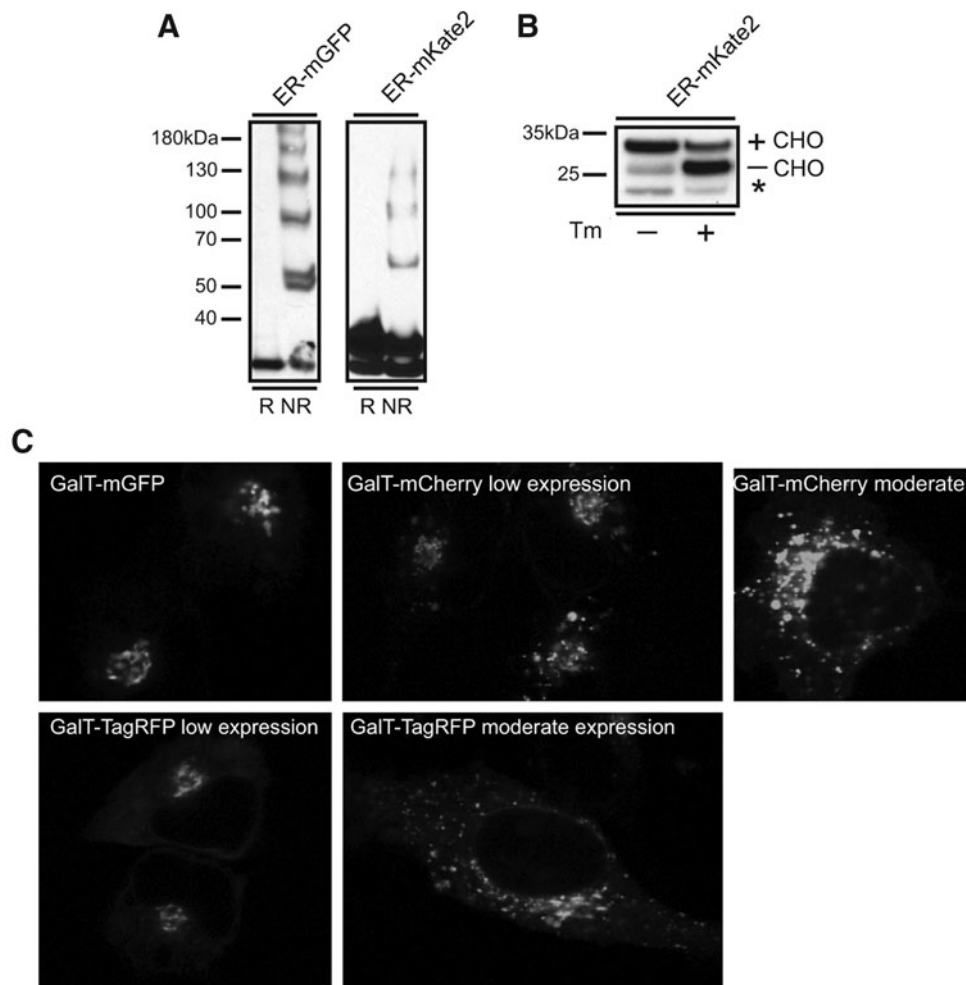 A
B
ER-mGFP
ER-mKate2
ER-mKate2
180kDa
130
100
70
50
40
R NR
R NR
35kDa
25
+ CHO
— CHO
*
Tm — +
C
GalT-mGFP
GalT-mCherry low expression
GalT-mCherry moderate
GalT-TagRFP low expression
GalT-TagRFP moderate expression